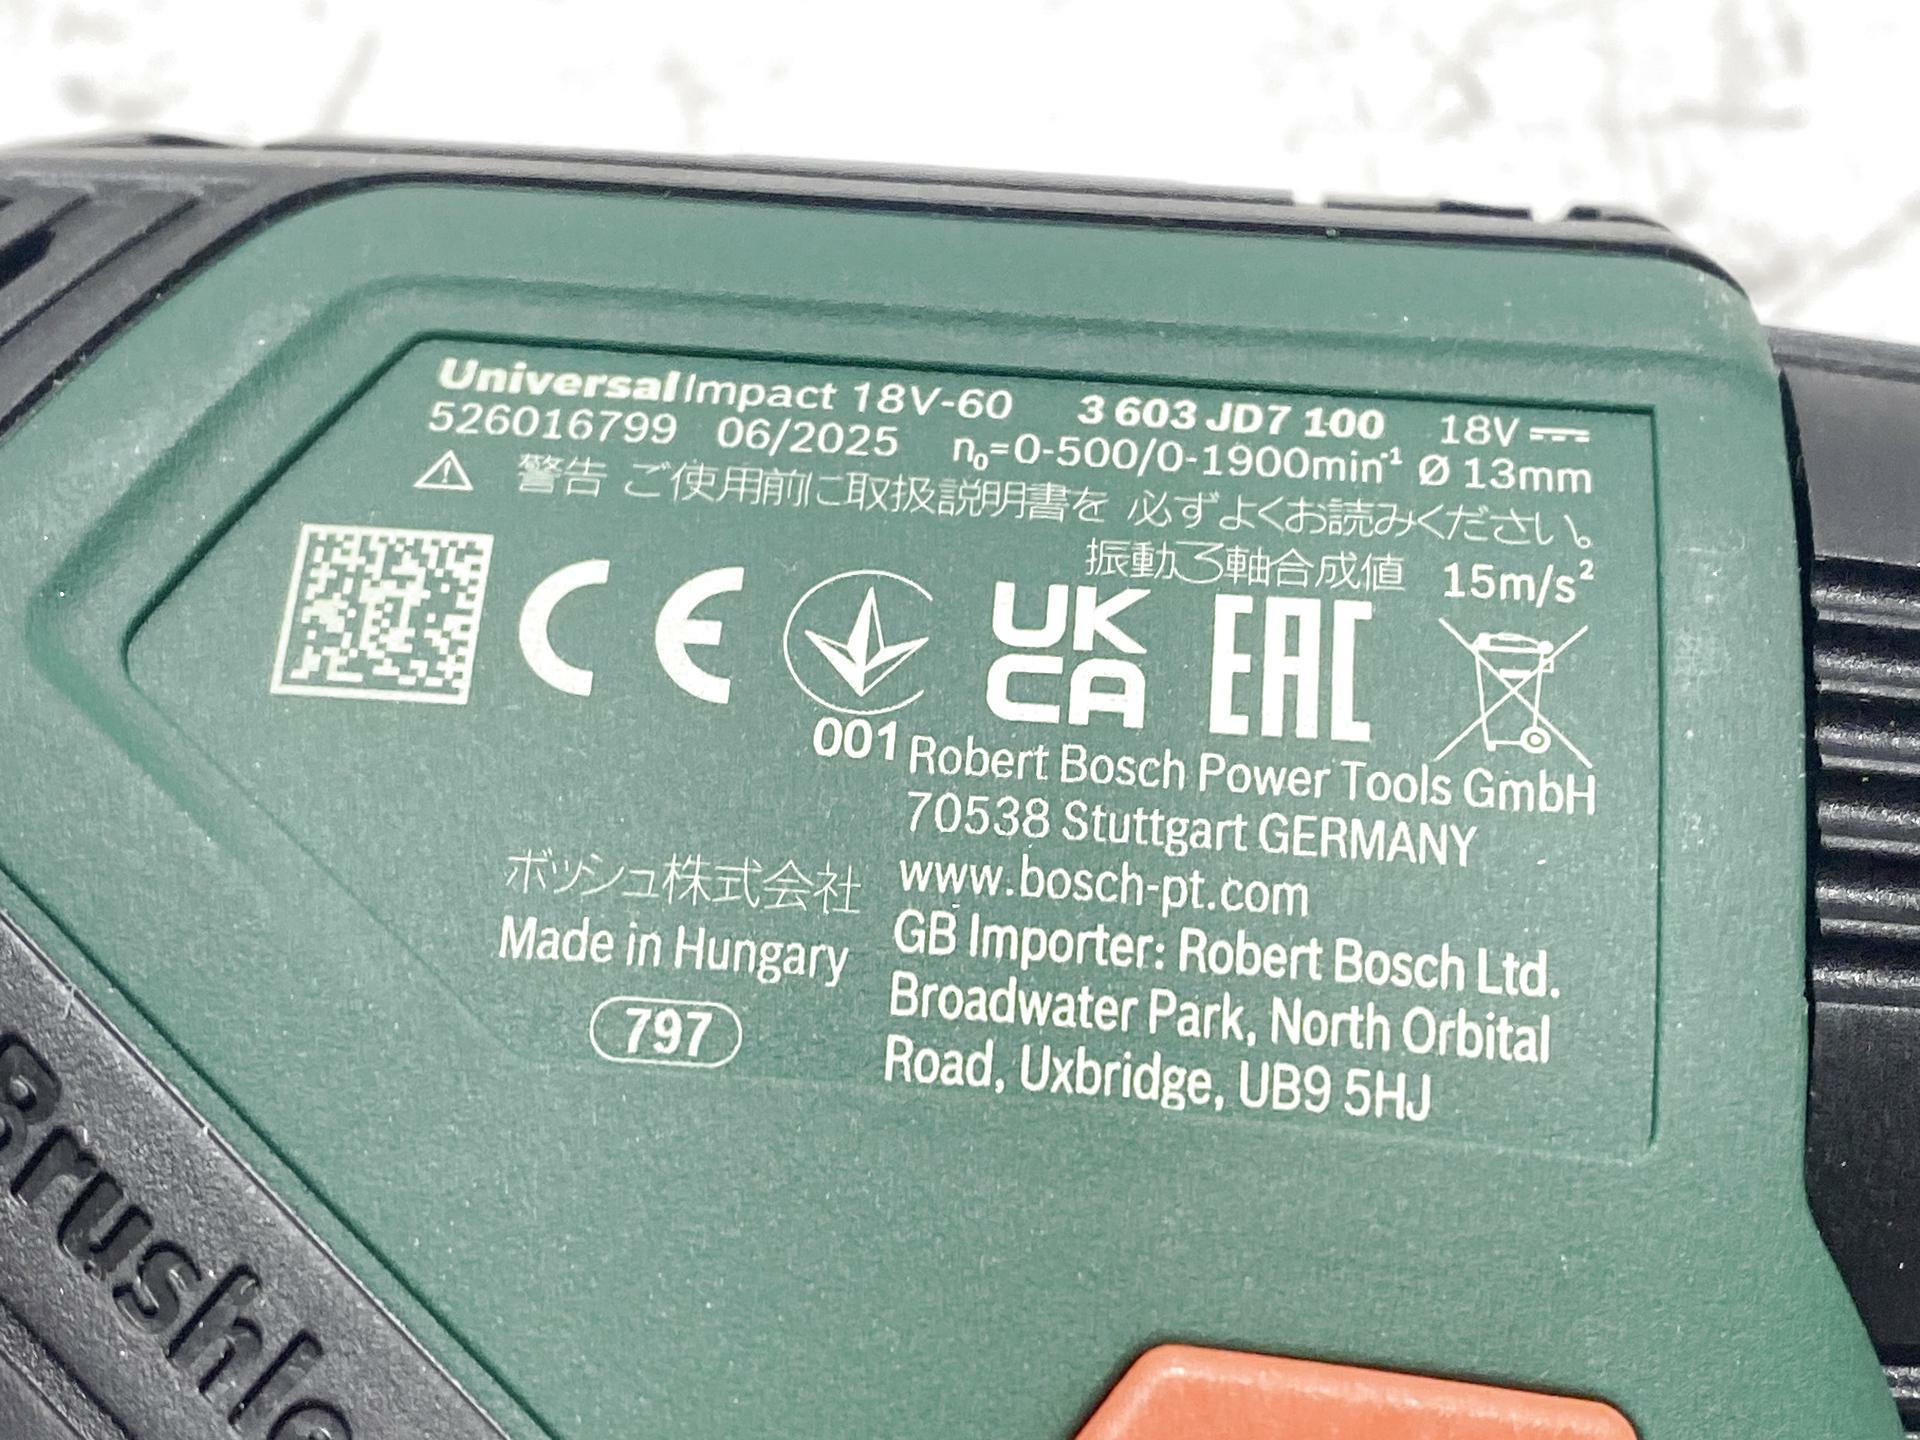 UniversalImpact 18V-60 3 603 JD7 100 18V
526016799 06/2025 n₀=0-500/0-1900min⁻¹ Ø 13mm
警告 ご使用前に取扱説明書を 必ずよくお読みください。
振動3軸合成値 15m/s²
CE UK CA EAC
001
Robert Bosch Power Tools GmbH
70538 Stuttgart GERMANY
www.bosch-pt.com
GB Importer: Robert Bosch Ltd.
Broadwater Park, North Orbital
Road, Uxbridge, UB9 5HJ
ボッシュ株式会社
Made in Hungary
797
Brushle